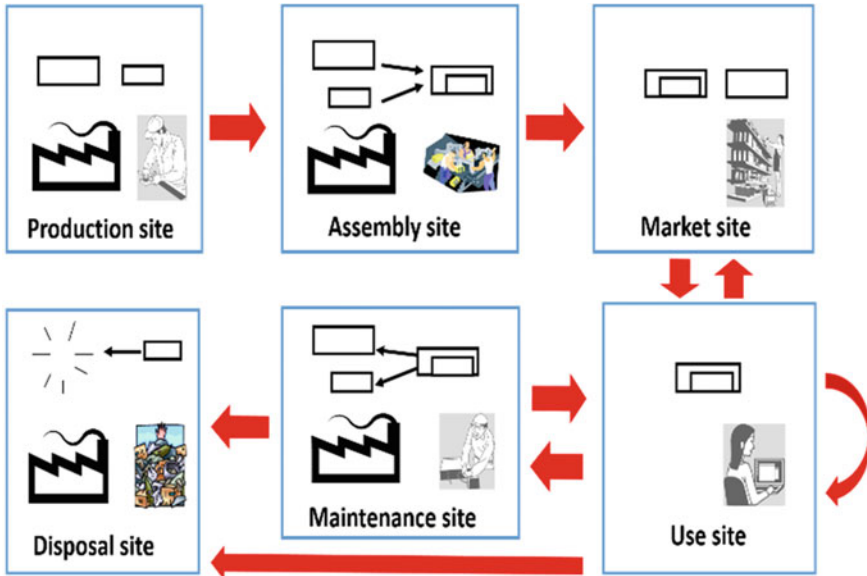 Production site
Assembly site
Market site
Disposal site
Maintenance site
Use site